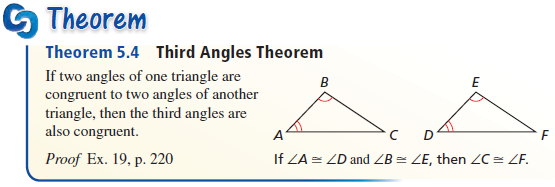 Theorem
Theorem 5.4 Third Angles Theorem
If two angles of one triangle are
congruent to two angles of another
triangle, then the third angles are
also congruent.
Proof Ex. 19, p. 220
B
A
C
E
D
F
If ∠A ≅ ∠D and ∠B ≅ ∠E, then ∠C ≅ ∠F.